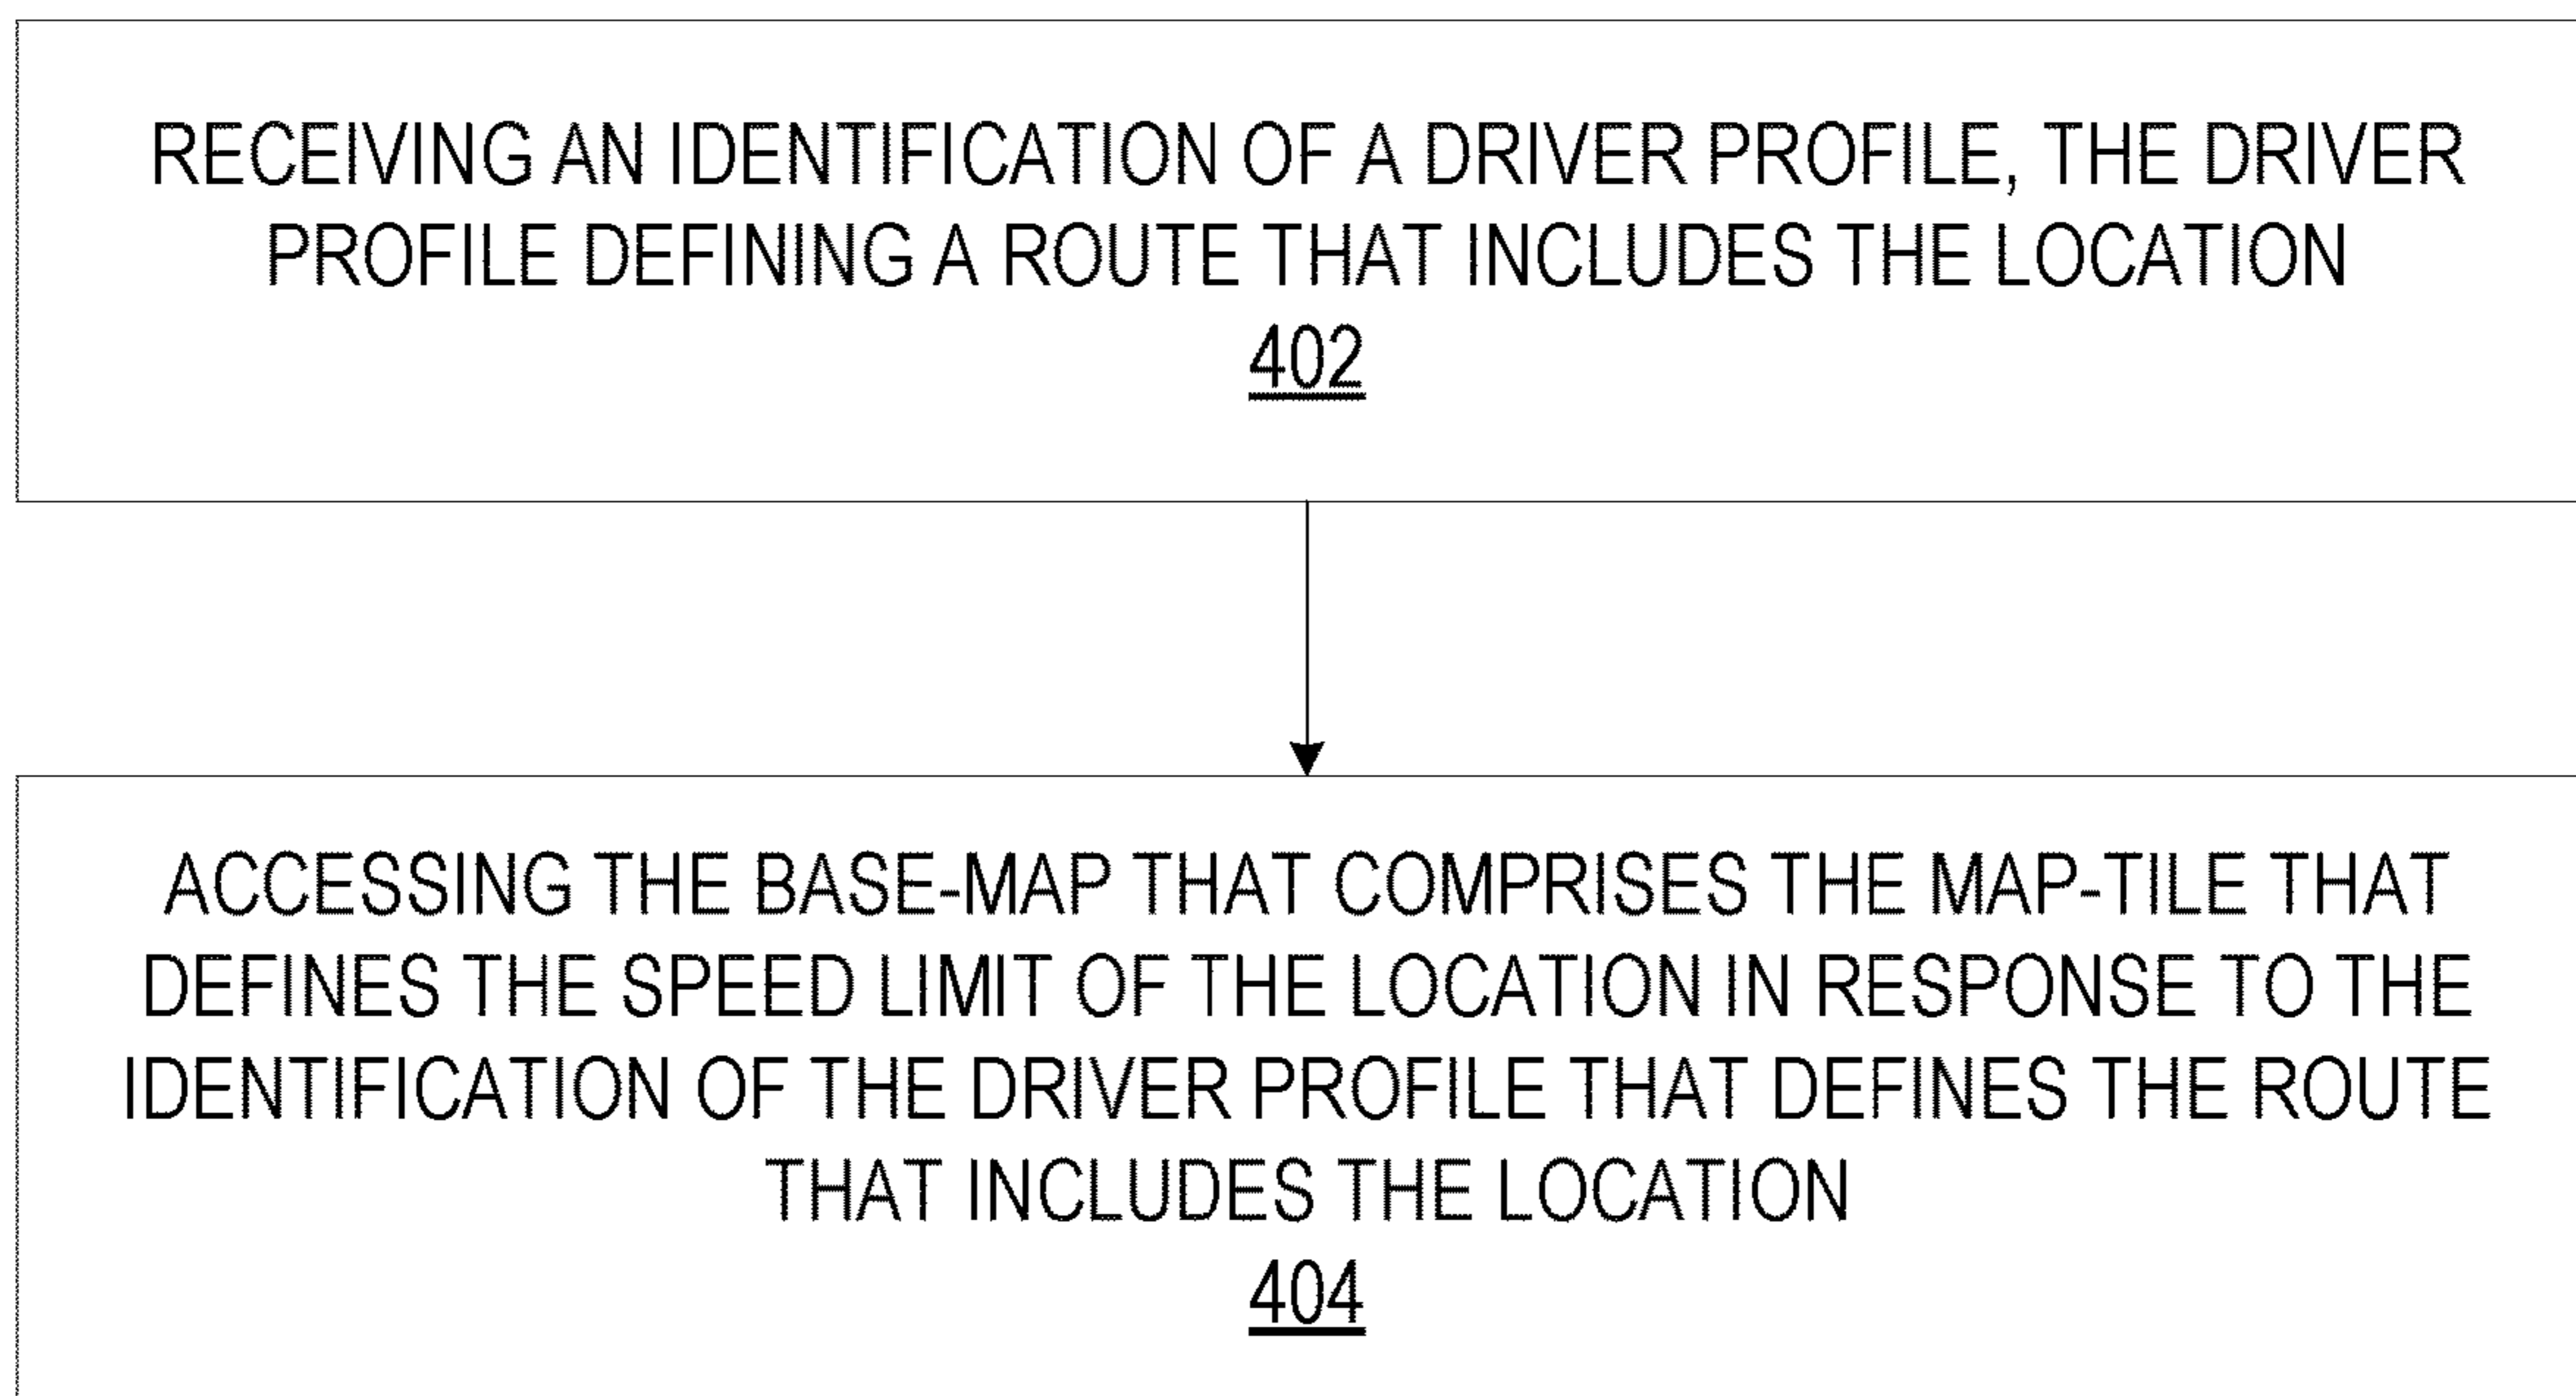 RECEIVING AN IDENTIFICATION OF A DRIVER PROFILE, THE DRIVER
PROFILE DEFINING A ROUTE THAT INCLUDES THE LOCATION
402
ACCESSING THE BASE-MAP THAT COMPRISES THE MAP-TILE THAT
DEFINES THE SPEED LIMIT OF THE LOCATION IN RESPONSE TO THE
IDENTIFICATION OF THE DRIVER PROFILE THAT DEFINES THE ROUTE
THAT INCLUDES THE LOCATION
404